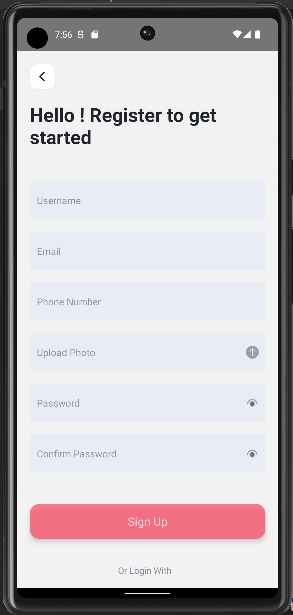 7:56
Hello ! Register to get
started
Username
Email
Phone Number
Upload Photo
Password
Confirm Password
Sign Up
Or Login With